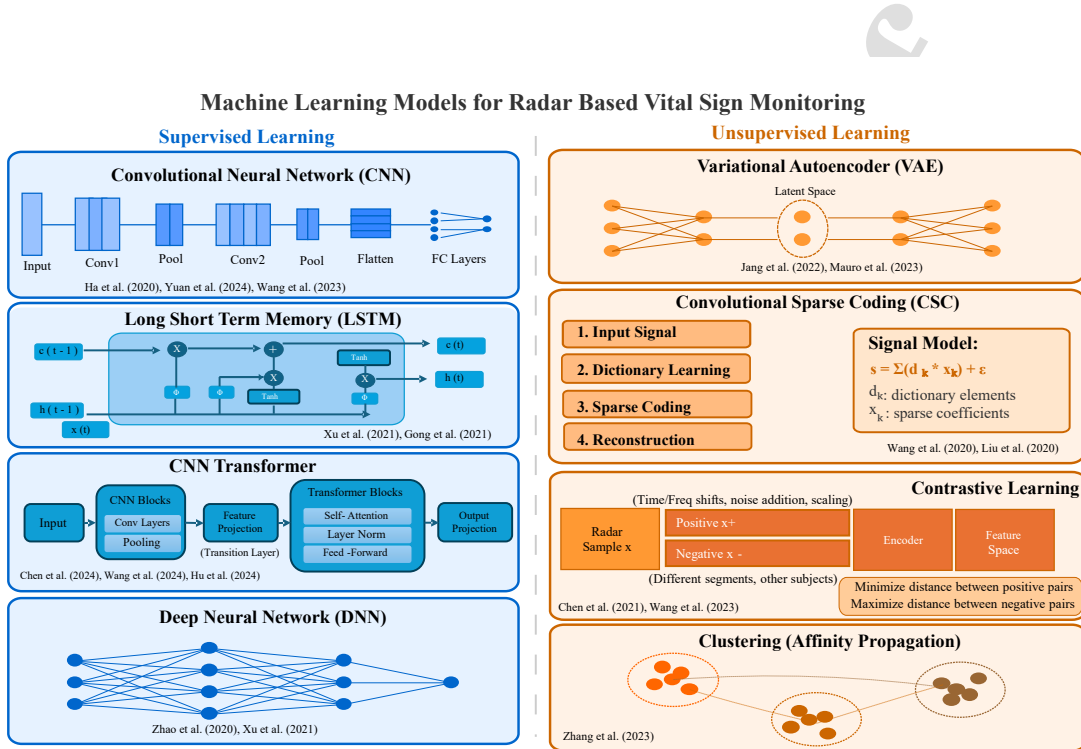 Machine Learning Models for Radar Based Vital Sign Monitoring
Supervised Learning
Convolutional Neural Network (CNN)
Input
Conv1
Pool
Conv2
Pool
Flatten
FC Layers
Ha et al. (2020), Yuan et al. (2024), Wang et al. (2023)
Long Short Term Memory (LSTM)
c ( t - 1 )
X
+
c (t)
Tanh
X
X
h (t)
Φ
Φ
Tanh
Φ
h ( t - 1 )
x (t)
Xu et al. (2021), Gong et al. (2021)
CNN Transformer
Input
CNN Blocks
Conv Layers
Pooling
Feature
Projection
(Transition Layer)
Transformer Blocks
Self- Attention
Layer Norm
Feed -Forward
Output
Projection
Chen et al. (2024), Wang et al. (2024), Hu et al. (2024)
Deep Neural Network (DNN)
Zhao et al. (2020), Xu et al. (2021)
Unsupervised Learning
Variational Autoencoder (VAE)
Latent Space
Jang et al. (2022), Mauro et al. (2023)
Convolutional Sparse Coding (CSC)
1. Input Signal
2. Dictionary Learning
3. Sparse Coding
4. Reconstruction
Signal Model:
s = Σ(d k * x k) + ε
d k: dictionary elements
x k : sparse coefficients
Wang et al. (2020), Liu et al. (2020)
Contrastive Learning
(Time/Freq shifts, noise addition, scaling)
Radar
Sample x
Positive x+
Negative x -
Encoder
Feature
Space
(Different segments, other subjects)
Minimize distance between positive pairs
Maximize distance between negative pairs
Chen et al. (2021), Wang et al. (2023)
Clustering (Affinity Propagation)
Zhang et al. (2023)